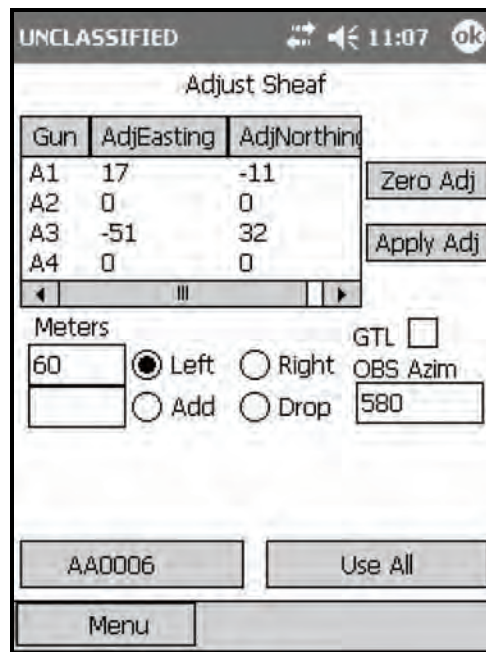 UNCLASSIFIED 11:07 ok
Adjust Sheaf
Gun AdjEasting AdjNorthing
A1 17 -11
A2 0 0
A3 -51 32
A4 0 0
Zero Adj
Apply Adj
Meters
60 Left Right
Add Drop
GTL
OBS Azim
580
AA0006 Use All
Menu